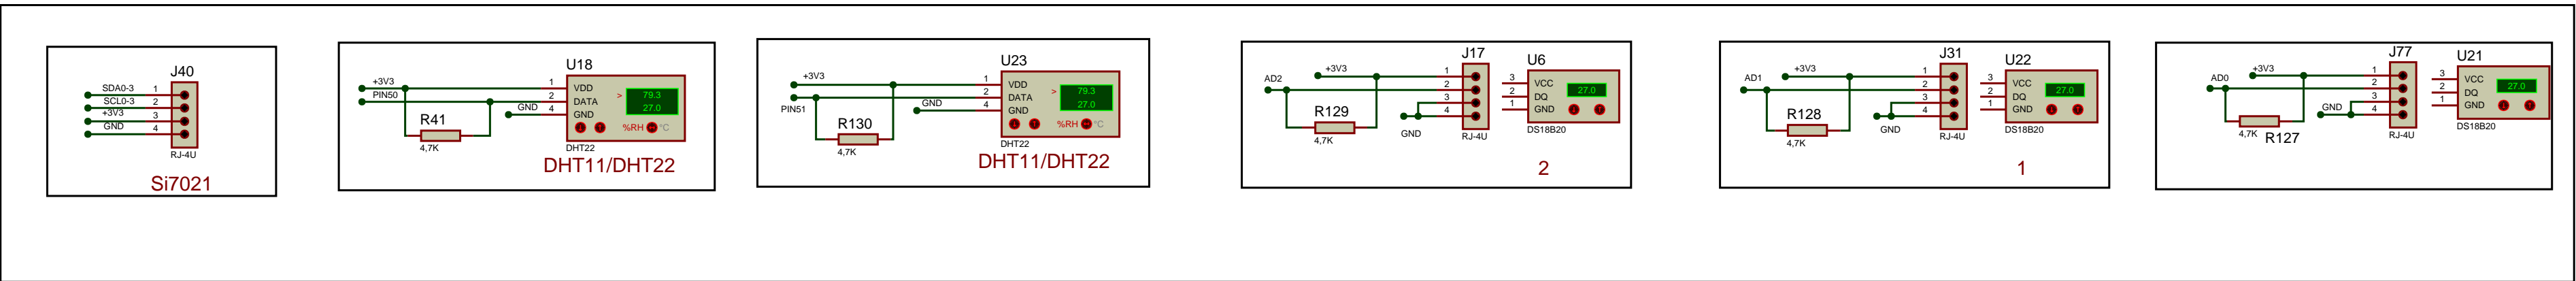 J40
SDA0-3 1
SCL0-3 2
+3V3 3
GND 4
RJ-4U
Si7021
U18
+3V3 1 VDD
PIN50 2 DATA
GND 4 GND
> 79.3
27.0
%RH °C
R41
4,7K
DHT22
DHT11/DHT22
U23
+3V3 1 VDD
PIN51 2 DATA
GND 4 GND
> 79.3
27.0
%RH °C
R130
4,7K
DHT22
DHT11/DHT22
J17
U6
+3V3 1
AD2 2
3
4
GND
R129
4,7K
RJ-4U
3 VCC
2 DQ
1 GND
27.0
DS18B20
2
J31
U22
+3V3 1
AD1 2
3
4
GND
R128
4,7K
RJ-4U
3 VCC
2 DQ
1 GND
27.0
DS18B20
1
J77
U21
+3V3 1
AD0 2
3
GND 4
4,7K
R127
RJ-4U
3 VCC
2 DQ
1 GND
27.0
DS18B20